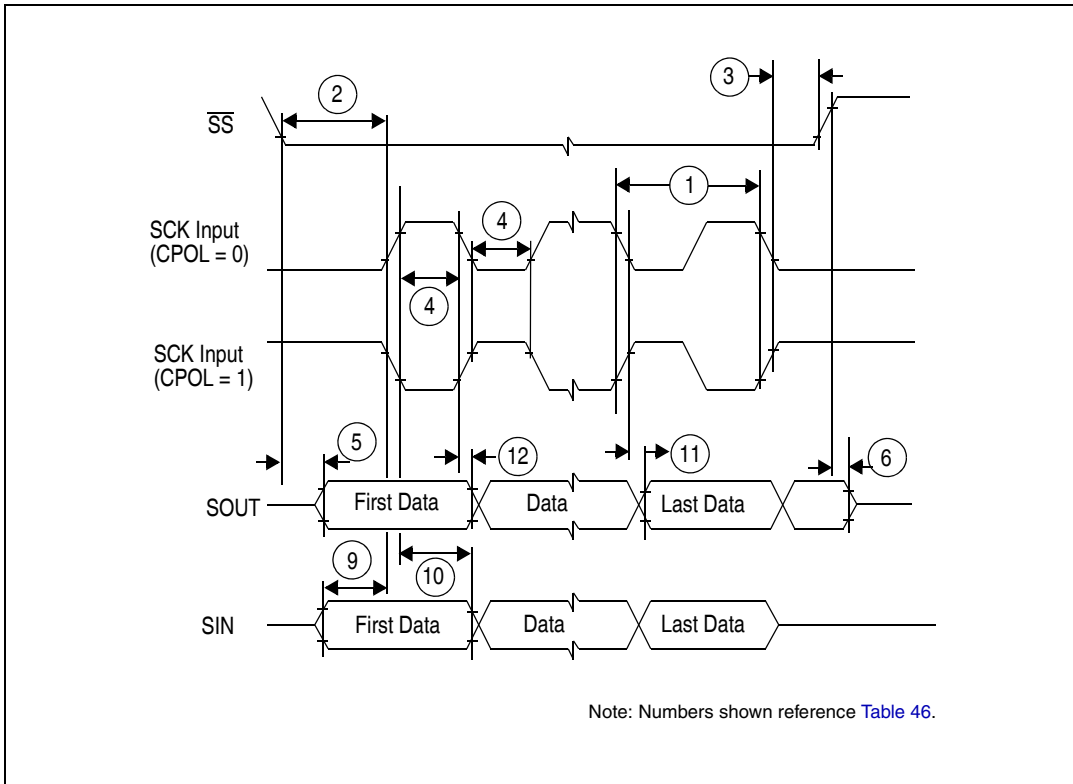 3
2
SS
1
SCK Input
(CPOL = 0)
4
4
SCK Input
(CPOL = 1)
5
12
11
6
SOUT
First Data
Data
Last Data
9
10
SIN
First Data
Data
Last Data
Note: Numbers shown reference Table 46.